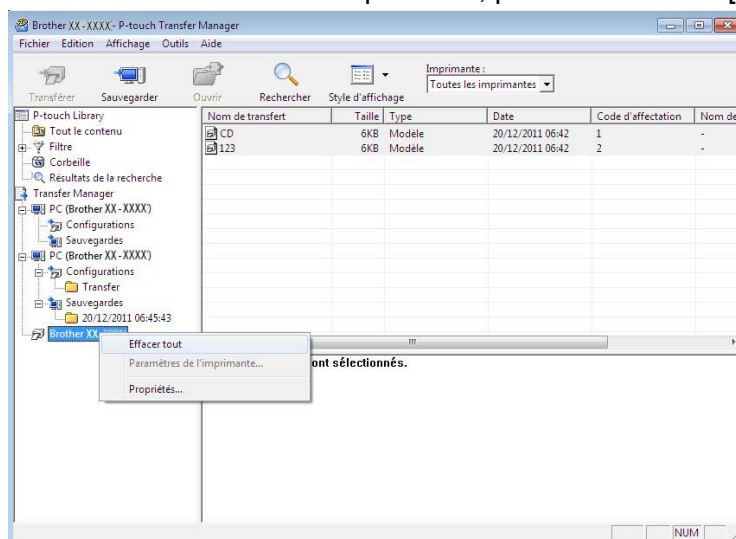 Brother XX-XXXX - P-touch Transfer Manager
Fichier Edition Affichage Outils Aide
Imprimante :
Toutes les imprimantes
Transférer Sauvegarder Ouvrir Rechercher Style d'affichage
P-touch Library
Tout le contenu
Filtre
Corbeille
Résultats de la recherche
Transfer Manager
PC (Brother XX-XXXX)
Configurations
Sauvegardes
PC (Brother XX-XXXX)
Configurations
Transfer
Sauvegardes
20/12/2011 06:45:43
Brother
Nom de transfert Taille Type Date Code d'affectation Nom de
CD 6KB Modèle 20/12/2011 06:42 1 -
123 6KB Modèle 20/12/2011 06:42 2 -
Effacer tout
Paramètres de l'imprimante...
Propriétés...
ont sélectionnés.
NUM